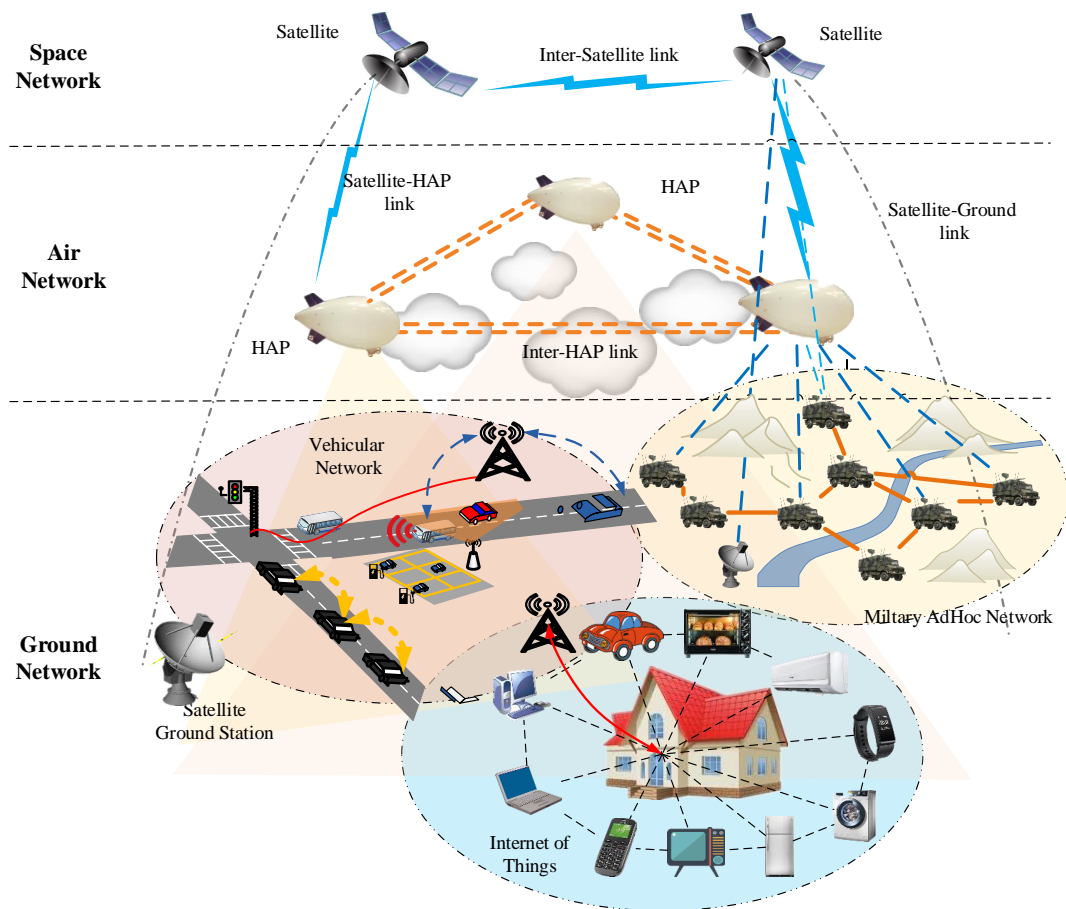 Satellite
Satellite
Space
Network
Inter-Satellite link
Satellite-HAP
link
HAP
Satellite-Ground
link
Air
Network
HAP
Inter-HAP link
Vehicular
Network
Miltary AdHoc Network
Ground
Network
Satellite
Ground Station
Internet of
Things